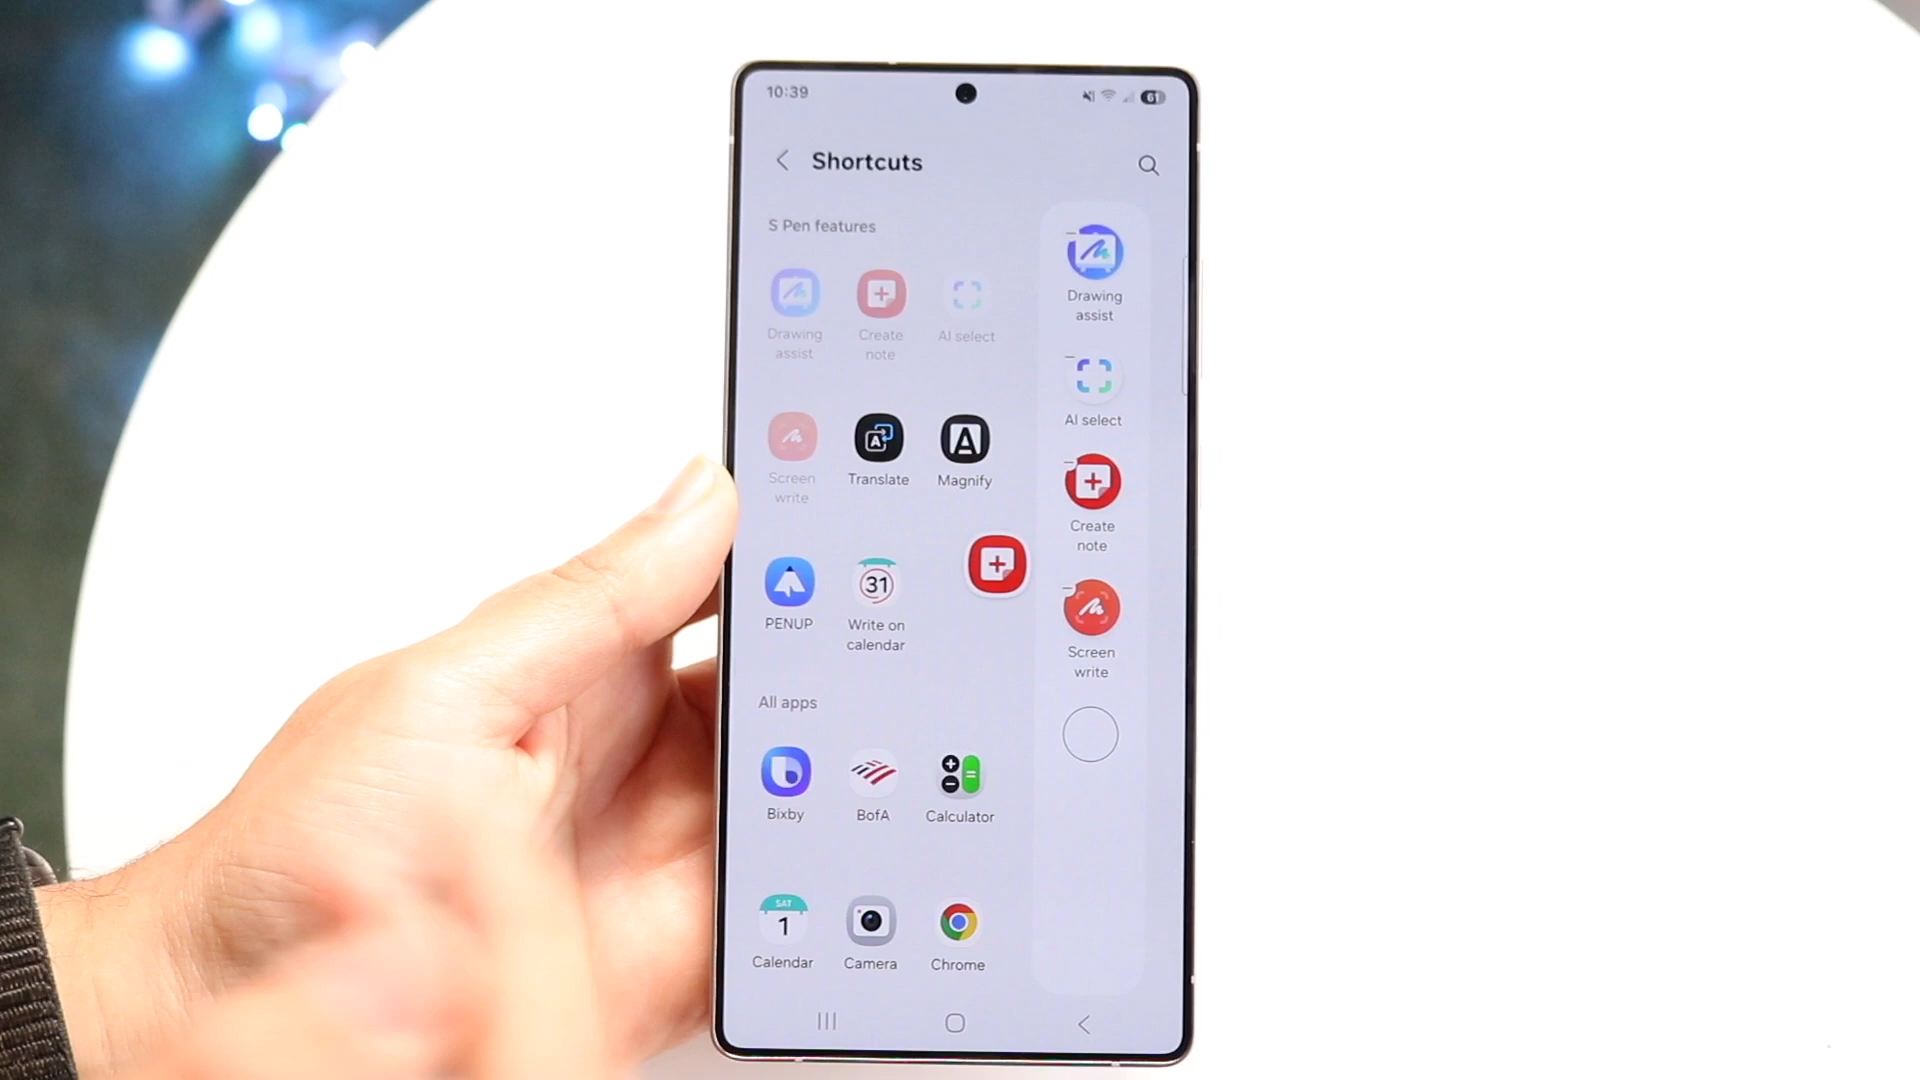 10:39
61
Shortcuts
S Pen features
Drawing
assist
Create
note
AI select
Screen
write
Translate
A
Magnify
A
PENUP
31
Write on
calendar
All apps
Bixby
BofA
Calculator
SAT
1
Calendar
Camera
Chrome
Drawing
assist
AI select
Create
note
Screen
write